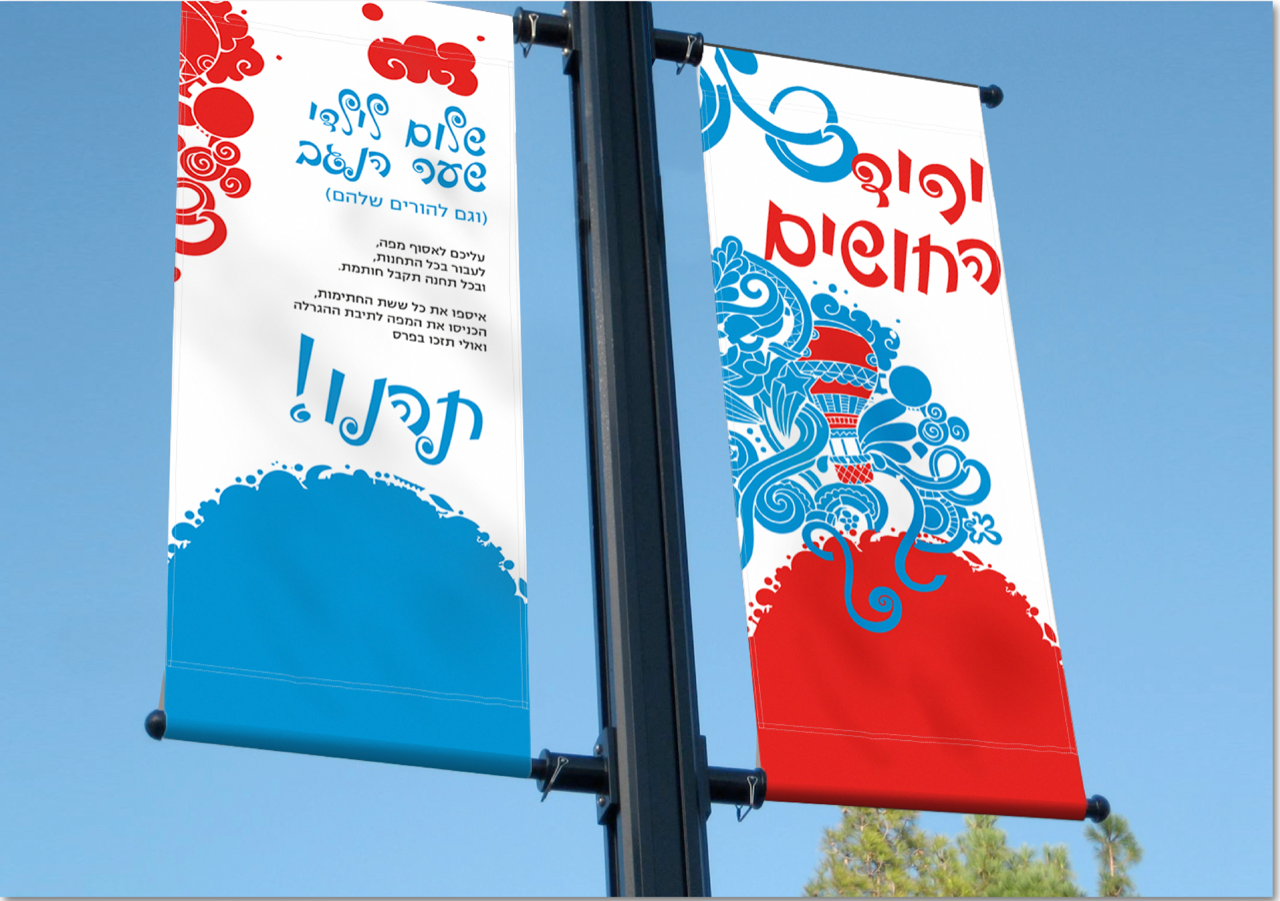 שלום לילדי
שער הנגב
(וגם להורים שלהם)
עליכם לאסוף מפה,
לעבור בכל התחנות,
ובכל תחנה תקבל חותמת.
איספו את כל ששת החתימות,
הכניסו את המפה לתיבת ההגרלה
ואולי תזכו בפרס
תהנו!
יריד
החושים